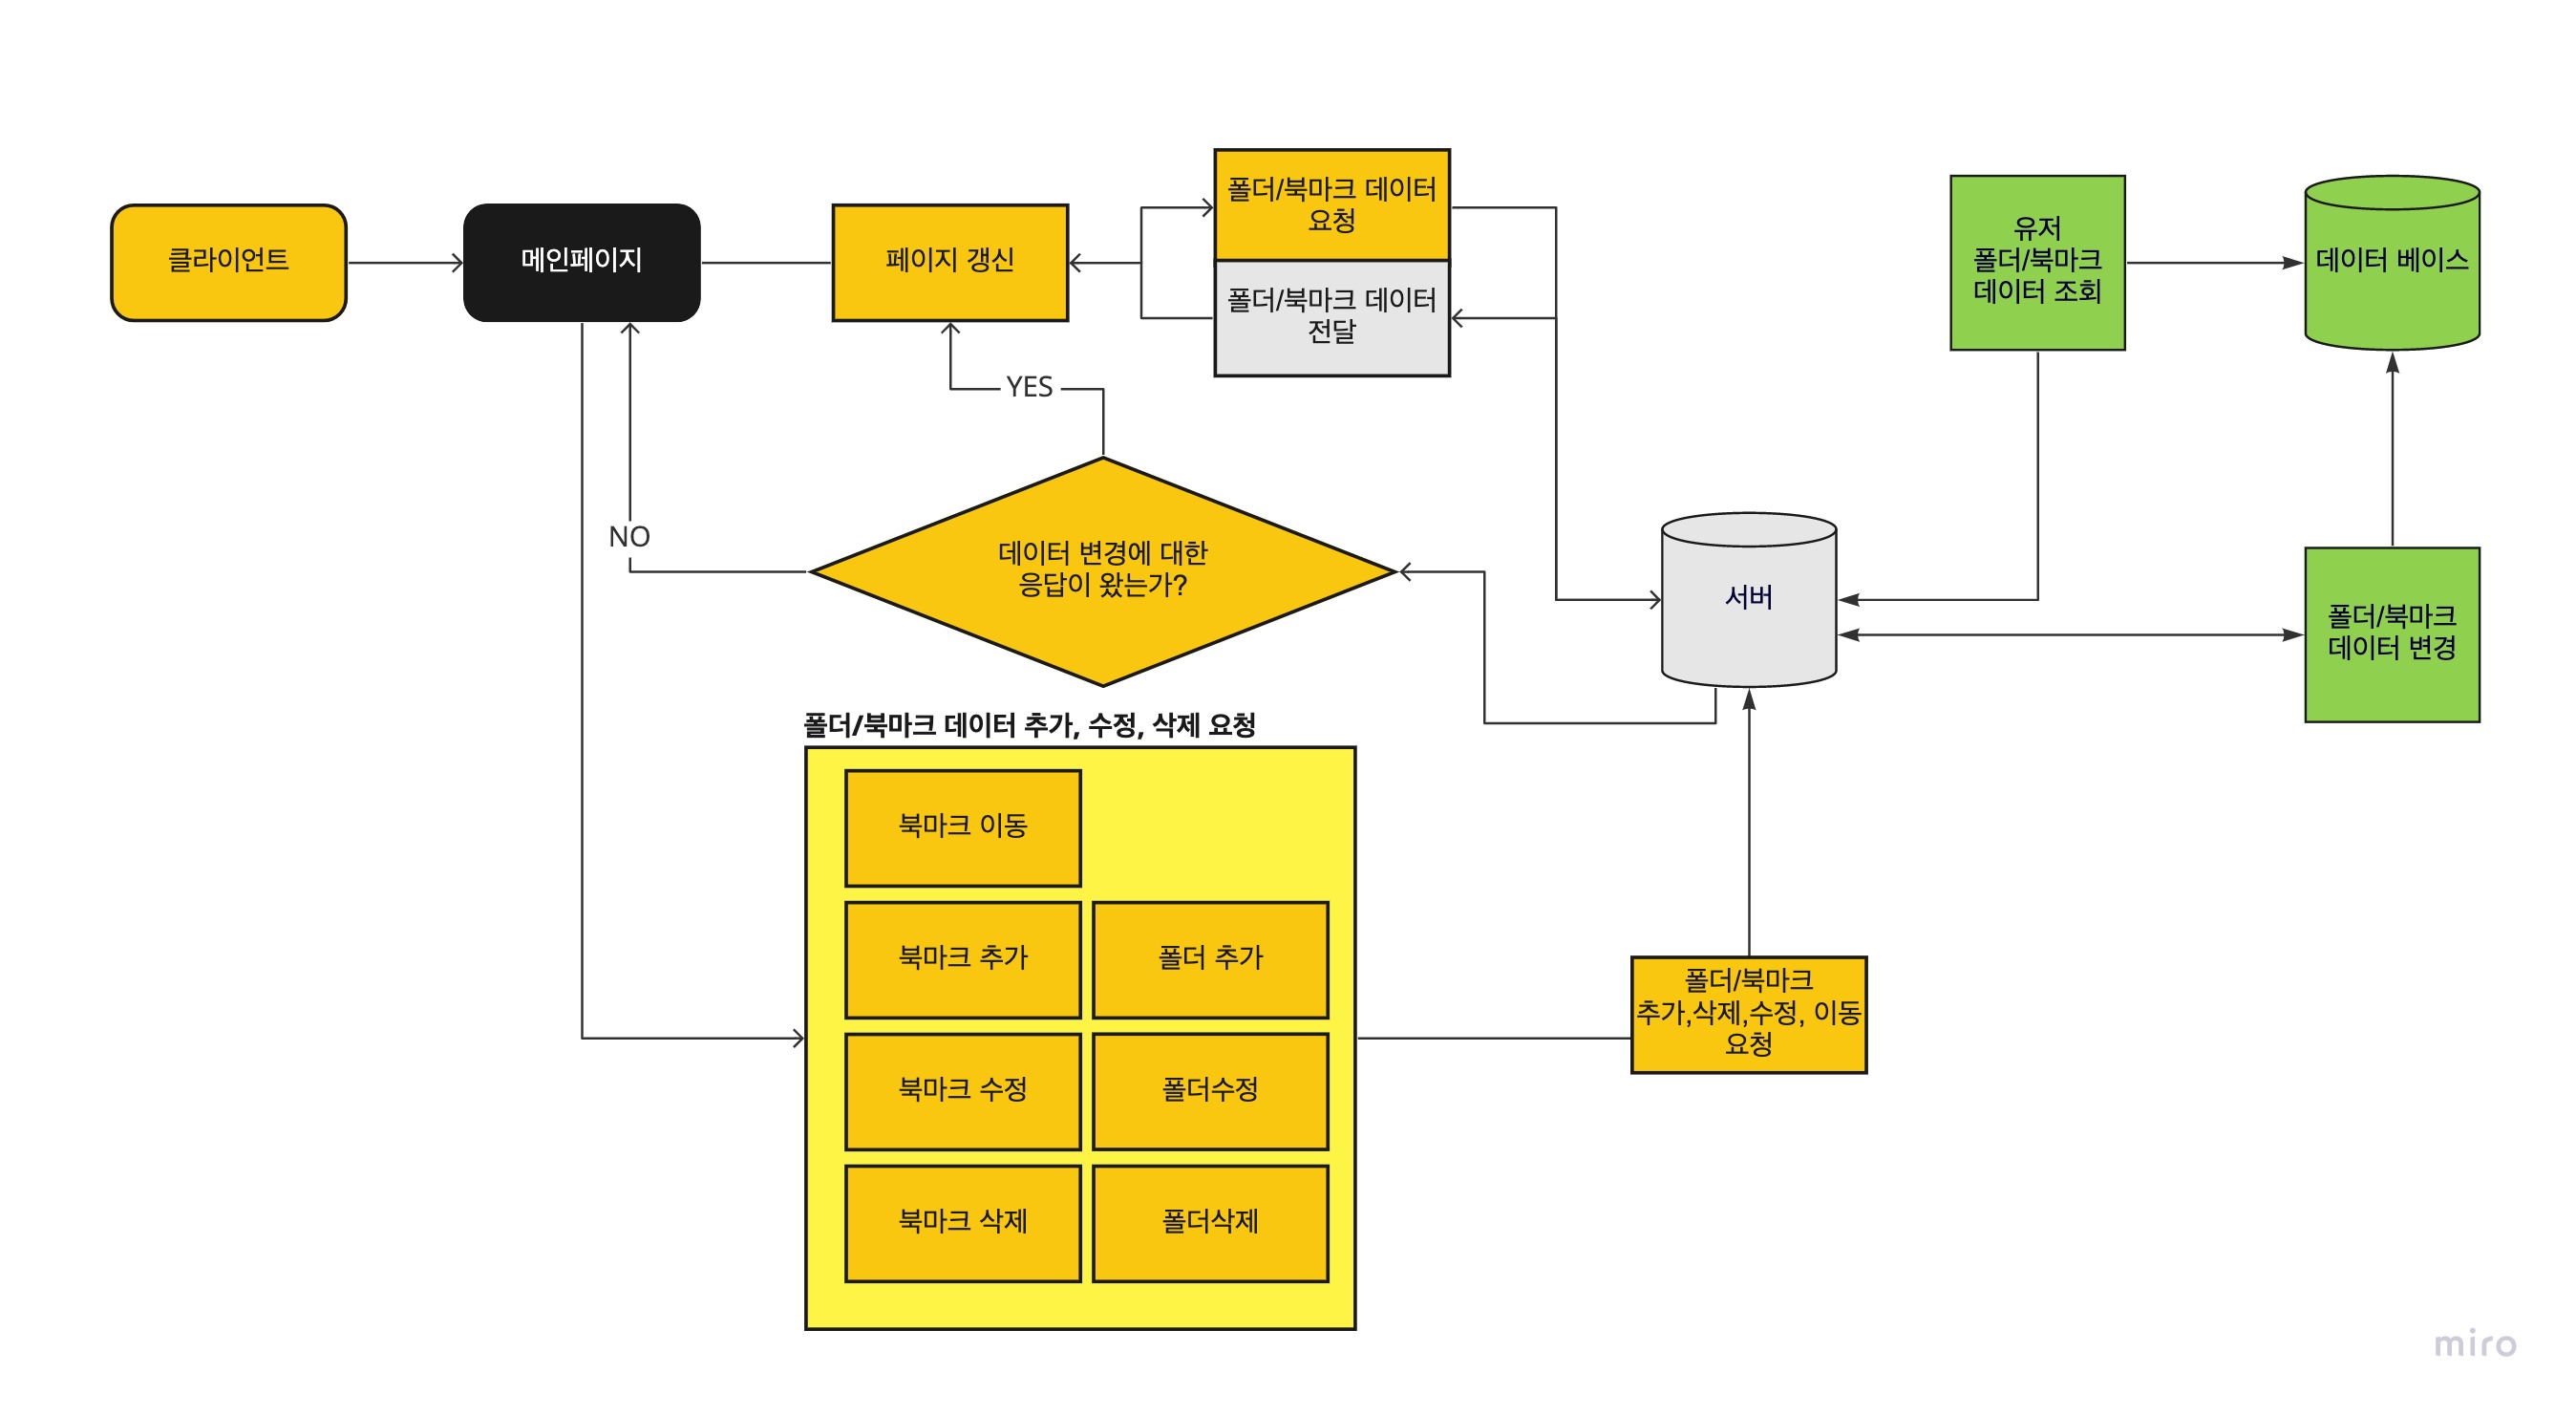 클라이언트
메인페이지
페이지 갱신
폴더/북마크 데이터
요청
폴더/북마크 데이터
전달
유저
폴더/북마크
데이터 조회
데이터 베이스
YES
NO
데이터 변경에 대한
응답이 왔는가?
서버
폴더/북마크
데이터 변경
폴더/북마크 데이터 추가, 수정, 삭제 요청
북마크 이동
북마크 추가
폴더 추가
북마크 수정
폴더수정
북마크 삭제
폴더삭제
폴더/북마크
추가,삭제,수정, 이동
요청
miro